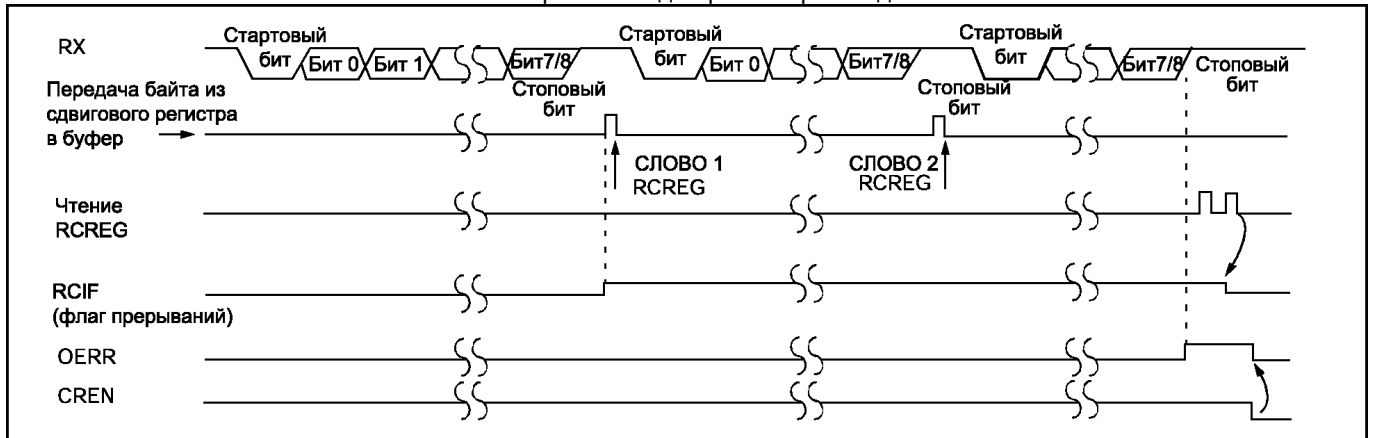 RX
Стартовый
бит
Бит 0
Бит 1
Бит7/8
Стоповый
бит
Стартовый
бит
Бит 0
Бит7/8
Стоповый
бит
Стартовый
бит
Бит7/8
Стоповый
бит
Передача байта из
сдвигового регистра
в буфер
СЛОВО 1
RCREG
СЛОВО 2
RCREG
Чтение
RCREG
RCIF
(флаг прерываний)
OERR
CREN